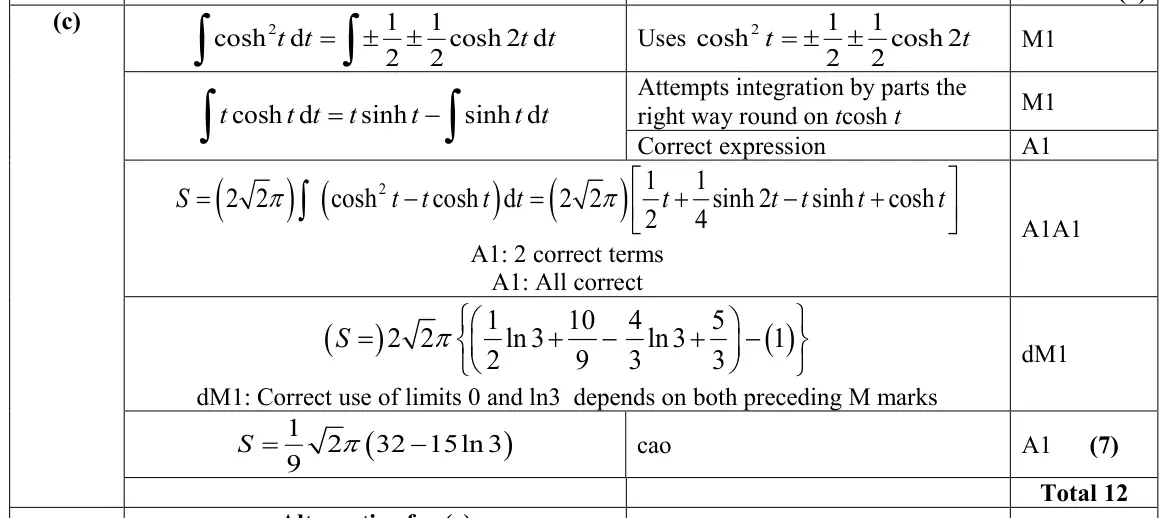 (c)
∫cosh²t dt = ∫±1/2 ± 1/2 cosh 2t dt
Uses cosh² t = ±1/2 ± 1/2 cosh 2t
M1
∫t cosh t dt = t sinh t − ∫sinh t dt
Attempts integration by parts the
right way round on tcosh t
M1
Correct expression
A1
S = (2√2π)∫ (cosh² t − t cosh t)dt = (2√2π)[1/2 t + 1/4 sinh 2t − t sinh t + cosh t]
A1: 2 correct terms
A1: All correct
A1A1
(S =)2√2π{(1/2 ln 3 + 10/9 − 4/3 ln 3 + 5/3) − (1)}
dM1: Correct use of limits 0 and ln3 depends on both preceding M marks
dM1
S = 1/9 √2π(32 − 15 ln 3)
cao
A1 (7)
Total 12